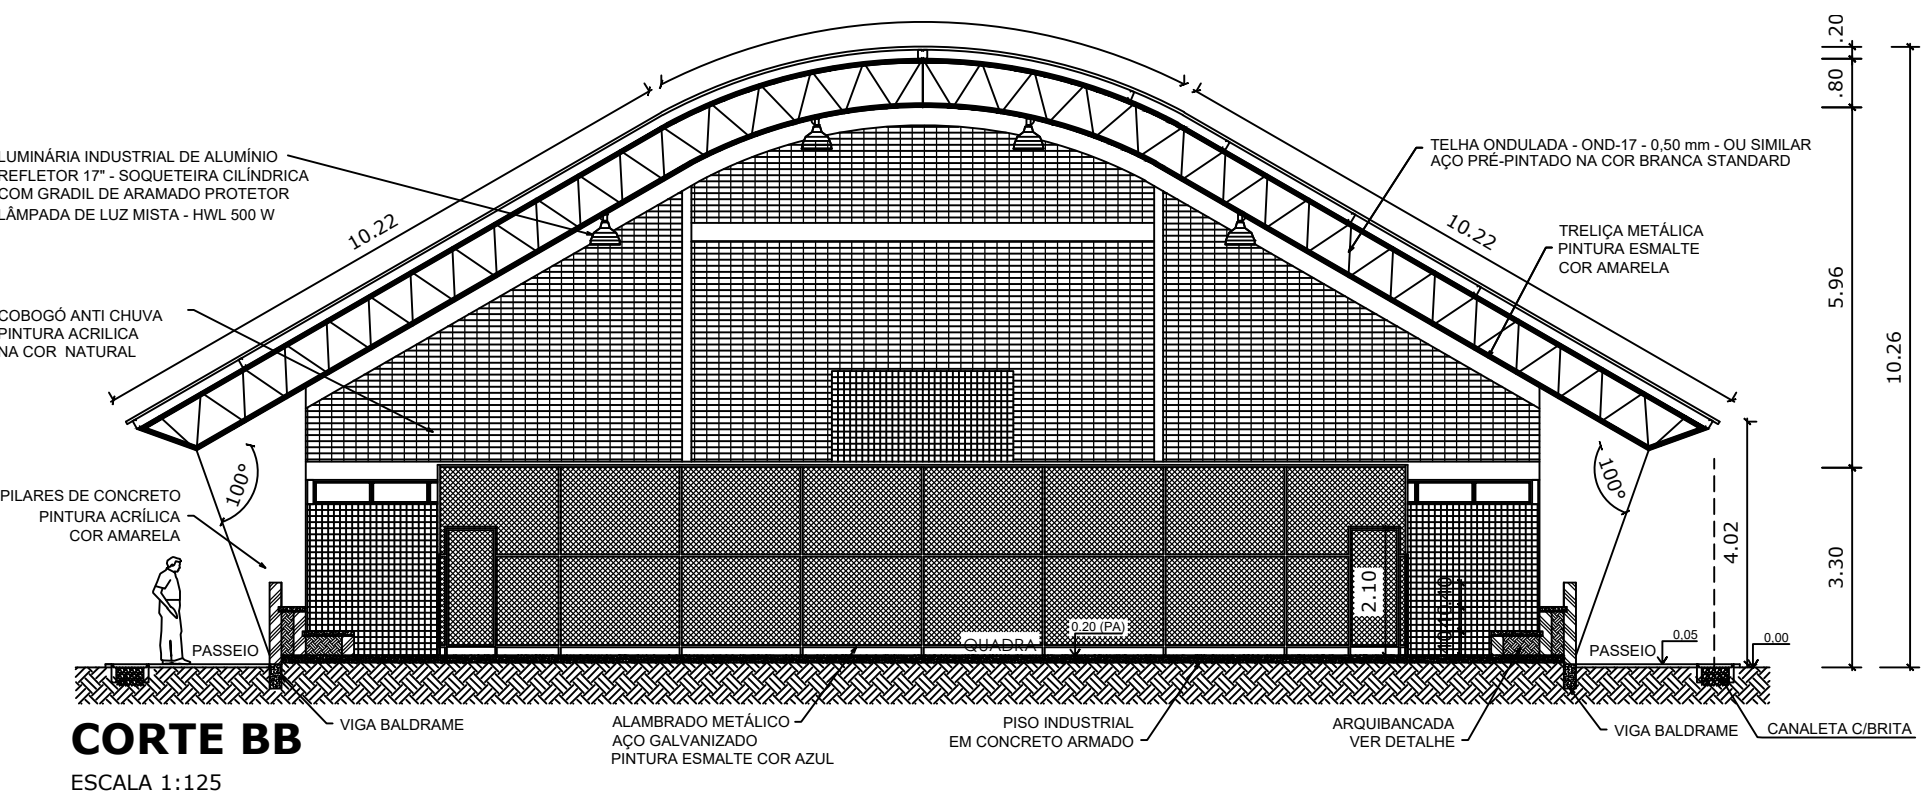 .20
.80
5.96
10.26
3.30
4.02
LUMINÁRIA INDUSTRIAL DE ALUMÍNIO
REFLETOR 17" - SOQUETEIRA CILÍNDRICA
COM GRADIL DE ARAMADO PROTETOR
LÂMPADA DE LUZ MISTA - HWL 500 W
10.22
10.22
TELHA ONDULADA - OND-17 - 0,50 mm - OU SIMILAR
AÇO PRÉ-PINTADO NA COR BRANCA STANDARD
TRELIÇA METÁLICA
PINTURA ESMALTE
COR AMARELA
COBOGÓ ANTI CHUVA
PINTURA ACRILICA
NA COR NATURAL
100°
100°
PILARES DE CONCRETO
PINTURA ACRÍLICA
COR AMARELA
2.10
PASSEIO
QUADRA
0.20 (PA)
PASSEIO
0,05
0,00
VIGA BALDRAME
ALAMBRADO METÁLICO
AÇO GALVANIZADO
PINTURA ESMALTE COR AZUL
PISO INDUSTRIAL
EM CONCRETO ARMADO
ARQUIBANCADA
VER DETALHE
VIGA BALDRAME
CANALETA C/BRITA
CORTE BB
ESCALA 1:125